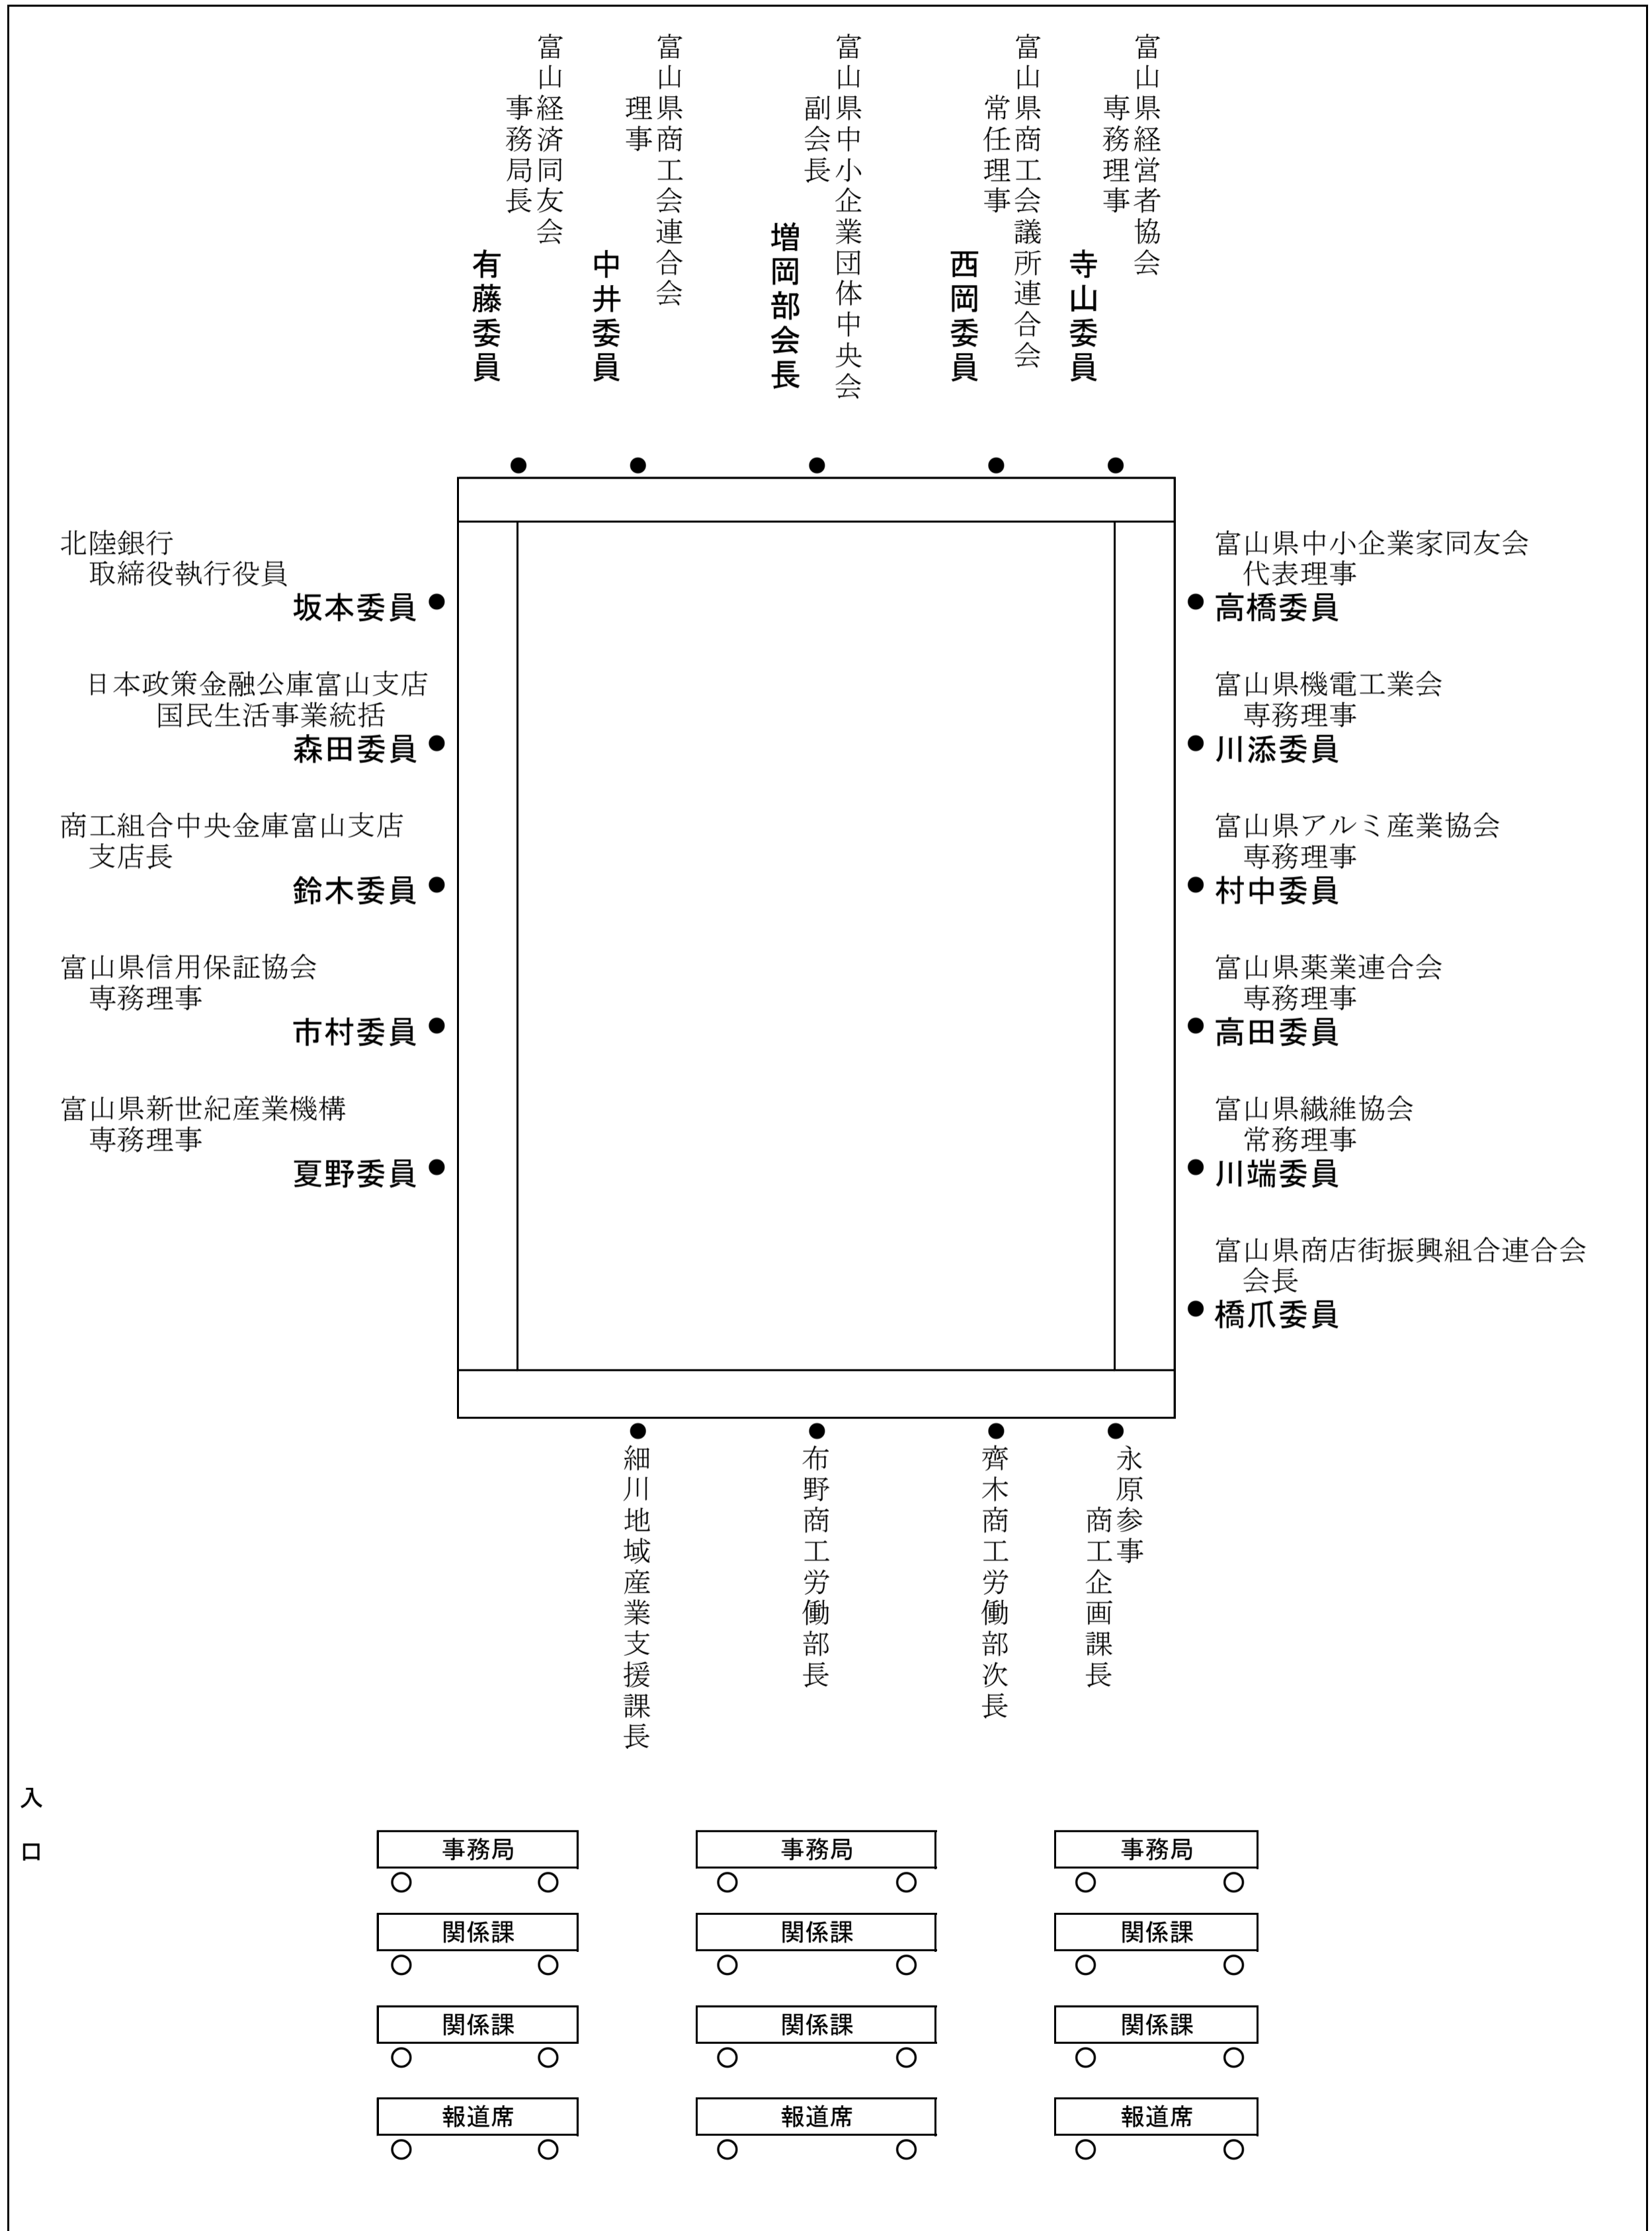 富山県経営者協会
専務理事
寺山委員
富山県商工会議所連合会
常任理事
西岡委員
富山県中小企業団体中央会
副会長
増岡部会長
富山県商工会連合会
理事
中井委員
富山経済同友会
事務局長
有藤委員
北陸銀行
取締役執行役員
坂本委員
日本政策金融公庫富山支店
国民生活事業統括
森田委員
商工組合中央金庫富山支店
支店長
鈴木委員
富山県信用保証協会
専務理事
市村委員
富山県新世紀産業機構
専務理事
夏野委員
富山県中小企業家同友会
代表理事
高橋委員
富山県機電工業会
専務理事
川添委員
富山県アルミ産業協会
専務理事
村中委員
富山県薬業連合会
専務理事
高田委員
富山県繊維協会
常務理事
川端委員
富山県商店街振興組合連合会
会長
橋爪委員
永原参事
商工企画課長
齊木商工労働部次長
布野商工労働部長
細川地域産業支援課長
入口
事務局
事務局
事務局
関係課
関係課
関係課
関係課
関係課
関係課
報道席
報道席
報道席